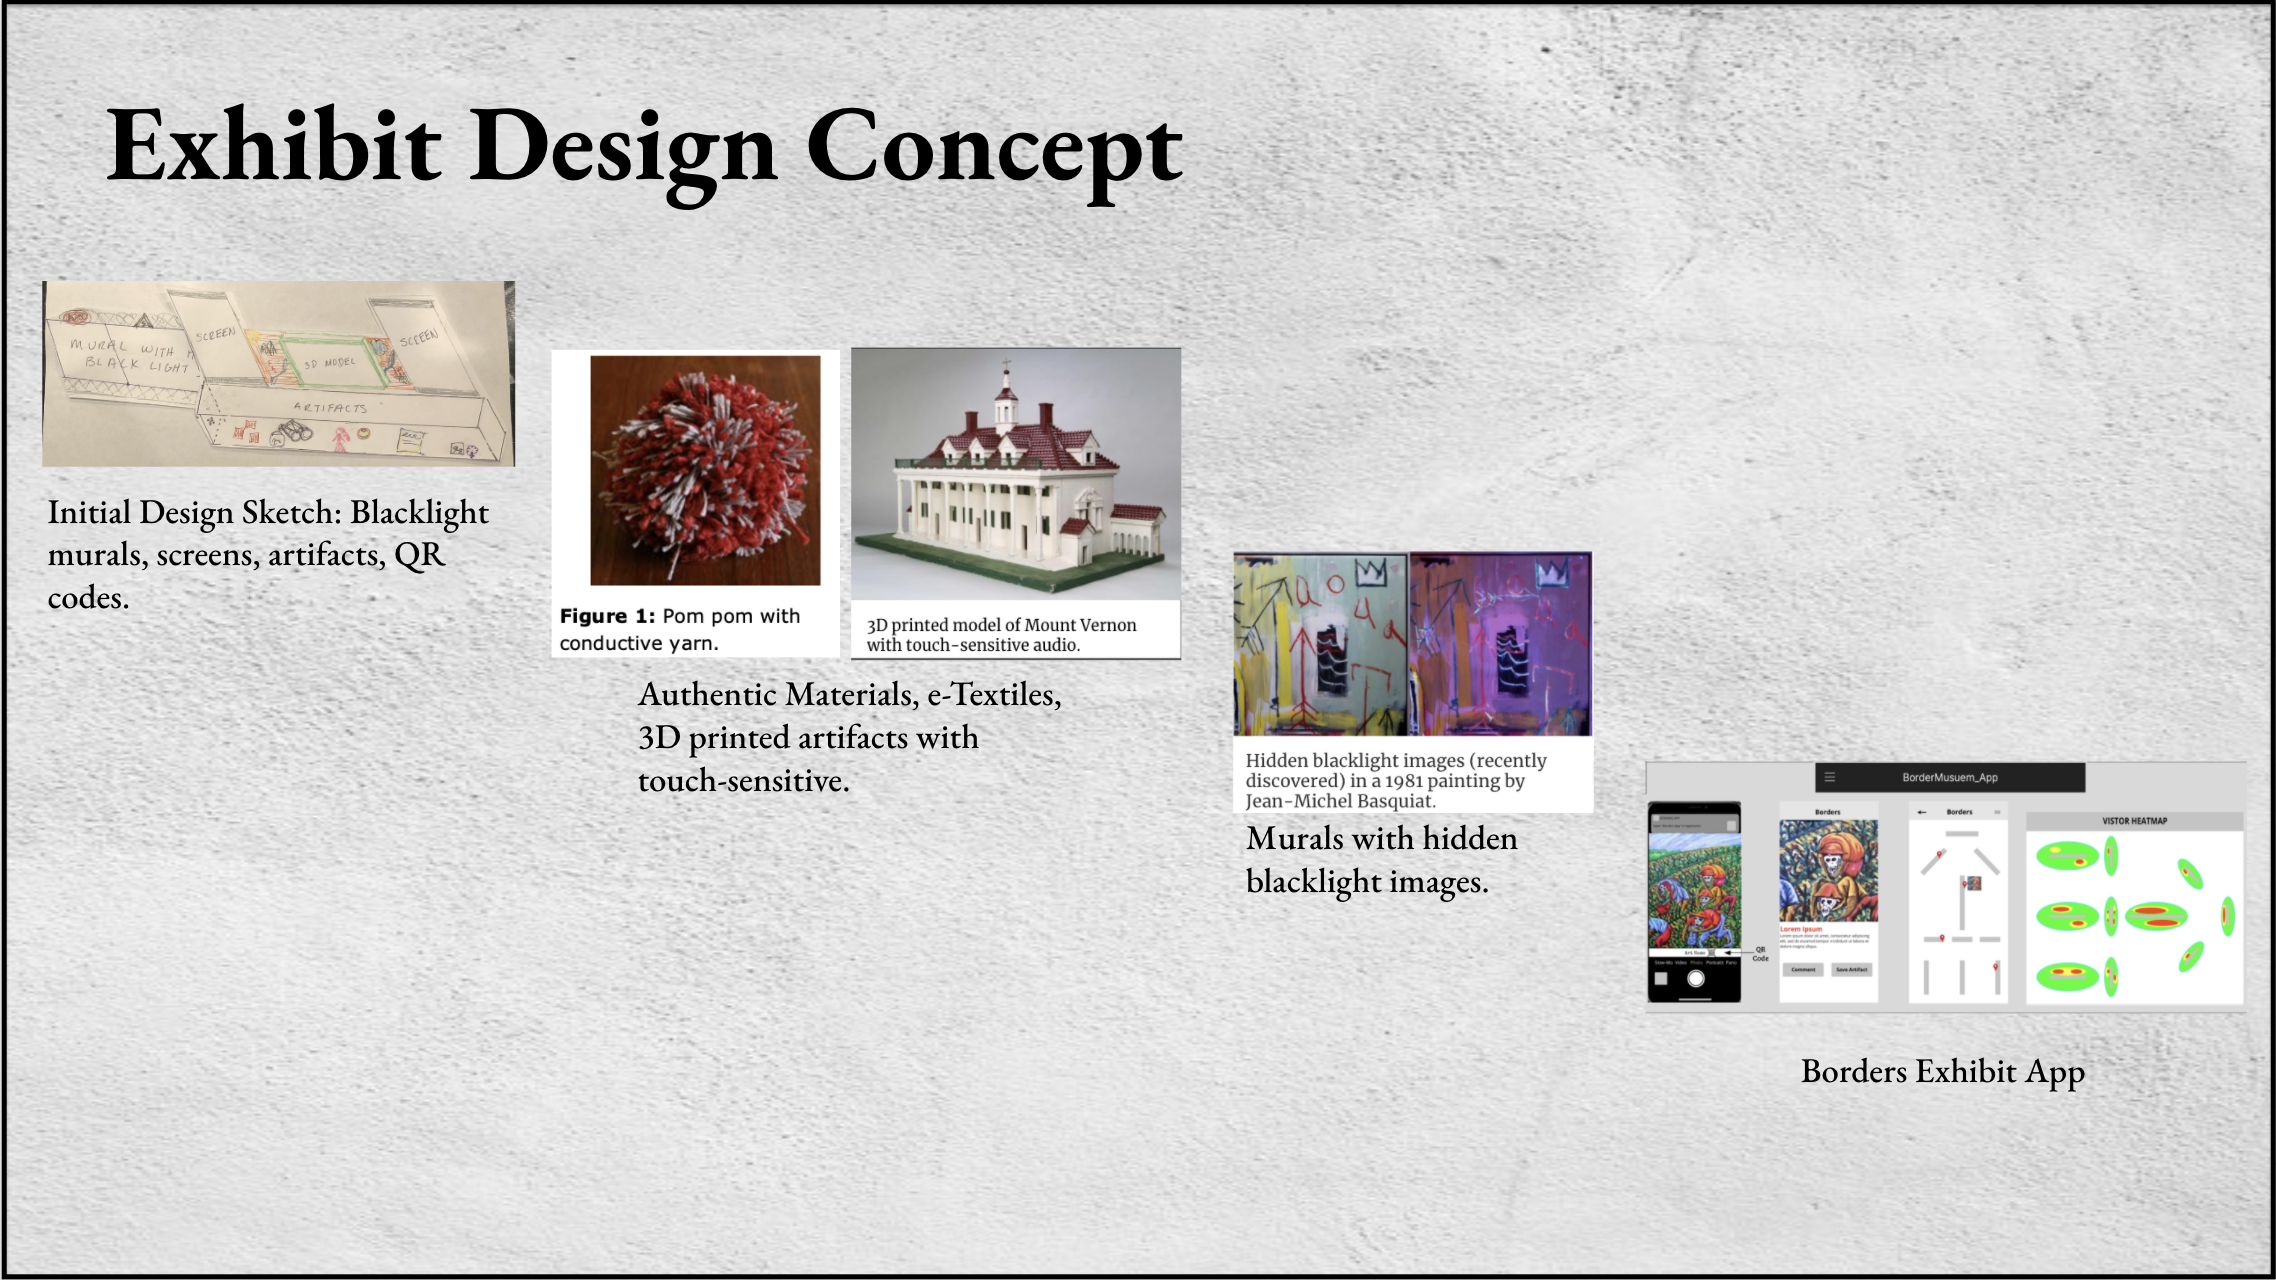 Exhibit Design Concept
MURAL WITH
BLACK LIGHT
SCREEN
3D MODEL
SCREEN
ARTIFACTS
Initial Design Sketch: Blacklight
murals, screens, artifacts, QR
codes.
Figure 1: Pom pom with
conductive yarn.
3D printed model of Mount Vernon
with touch-sensitive audio.
Authentic Materials, e-Textiles,
3D printed artifacts with
touch-sensitive.
Hidden blacklight images (recently
discovered) in a 1981 painting by
Jean-Michel Basquiat.
Murals with hidden
blacklight images.
BorderMusuem_App
QR
Code
Borders
Lorem Ipsum
Comment
Save Artifact
Borders
VISTOR HEATMAP
Borders Exhibit App